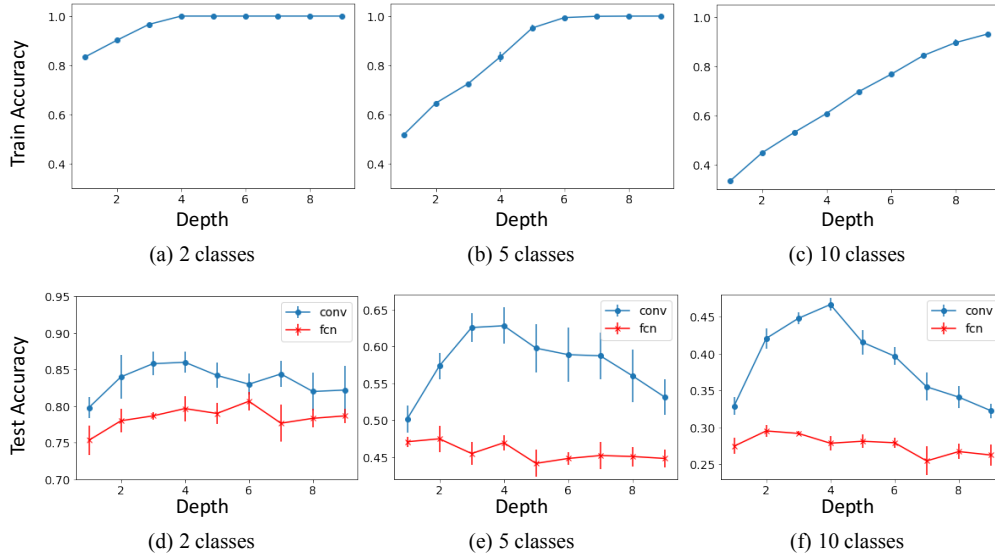 Train Accuracy
1.0
0.8
0.6
0.4
2 4 6 8
Depth
(a) 2 classes
1.0
0.8
0.6
0.4
2 4 6 8
Depth
(b) 5 classes
1.0
0.8
0.6
0.4
2 4 6 8
Depth
(c) 10 classes
Test Accuracy
0.95
0.90
0.85
0.80
0.75
0.70
conv
fcn
2 4 6 8
Depth
(d) 2 classes
0.65
0.60
0.55
0.50
0.45
conv
fcn
2 4 6 8
Depth
(e) 5 classes
0.45
0.40
0.35
0.30
0.25
conv
fcn
2 4 6 8
Depth
(f) 10 classes